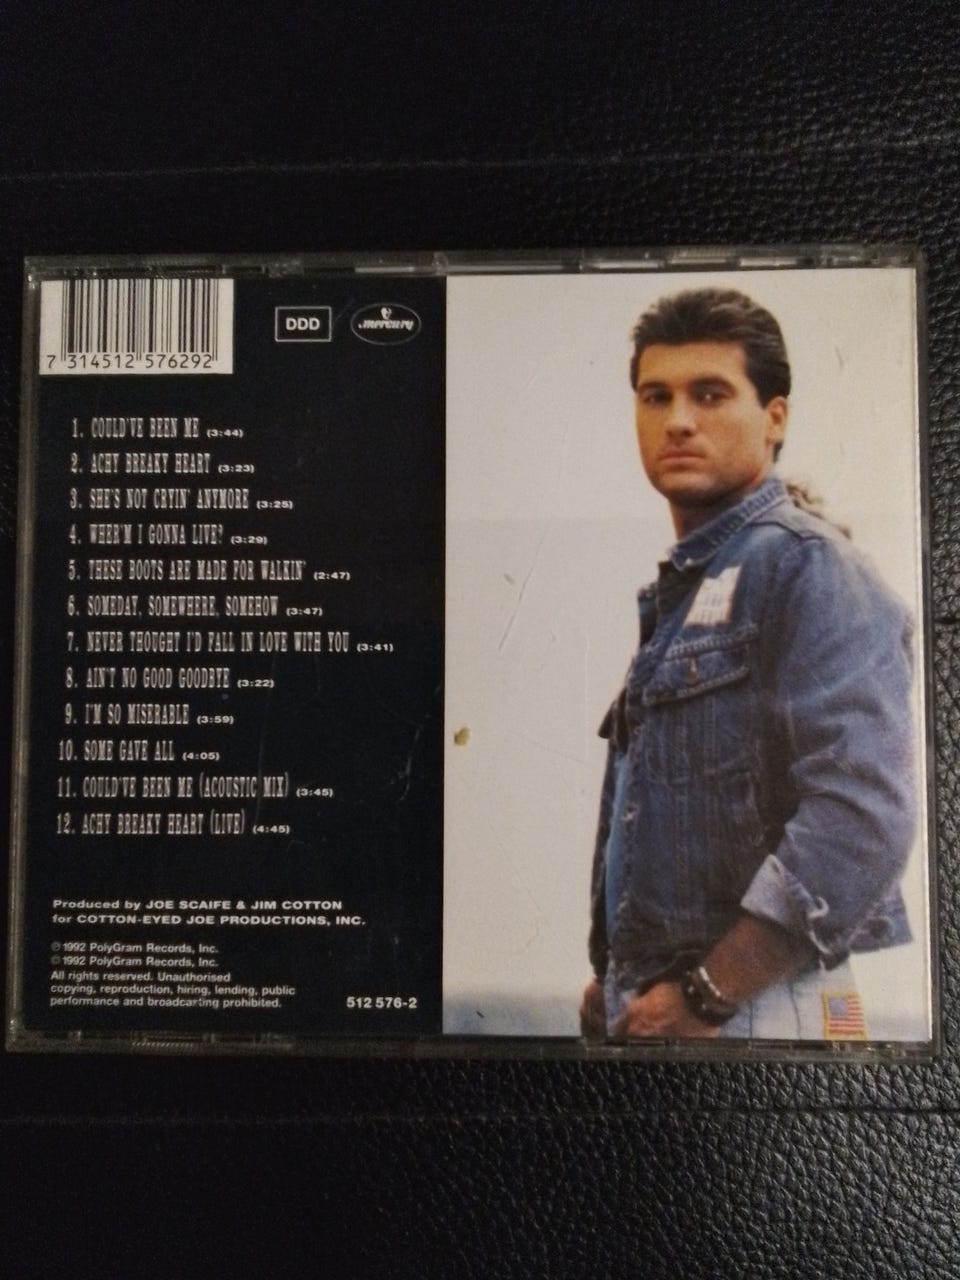 7 314512 576292
DDD
mercury
1. COULD'VE BEEN ME (3:44)
2. ACHY BREAKY HEART (3:23)
3. SHE'S NOT CRYIN' ANYMORE (3:25)
4. WHER'M I GONNA LIVE? (3:29)
5. THESE BOOTS ARE MADE FOR WALKIN' (2:47)
6. SOMEDAY, SOMEWHERE, SOMEHOW (3:47)
7. NEVER THOUGHT I'D FALL IN LOVE WITH YOU (3:41)
8. AIN'T NO GOOD GOODBYE (3:22)
9. I'M SO MISERABLE (3:59)
10. SOME GAVE ALL (4:05)
11. COULD'VE BEEN ME (ACOUSTIC MIX) (3:45)
12. ACHY BREAKY HEART (LIVE) (4:45)
Produced by JOE SCAIFE & JIM COTTON
for COTTON-EYED JOE PRODUCTIONS, INC.
℗ 1992 PolyGram Records, Inc.
© 1992 PolyGram Records, Inc.
All rights reserved. Unauthorised
copying, reproduction, hiring, lending, public
performance and broadcasting prohibited.
512 576-2